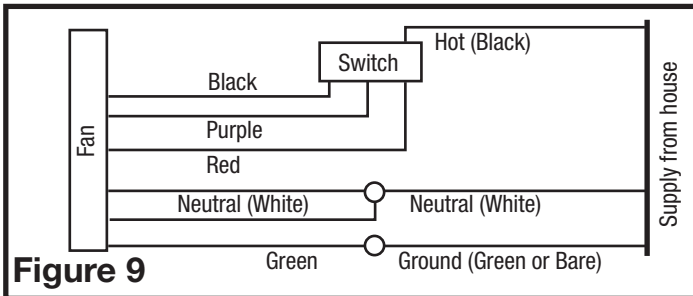 Hot (Black)
Switch
Black
Purple
Red
Fan
Supply from house
Neutral (White)
Neutral (White)
Green
Ground (Green or Bare)
Figure 9